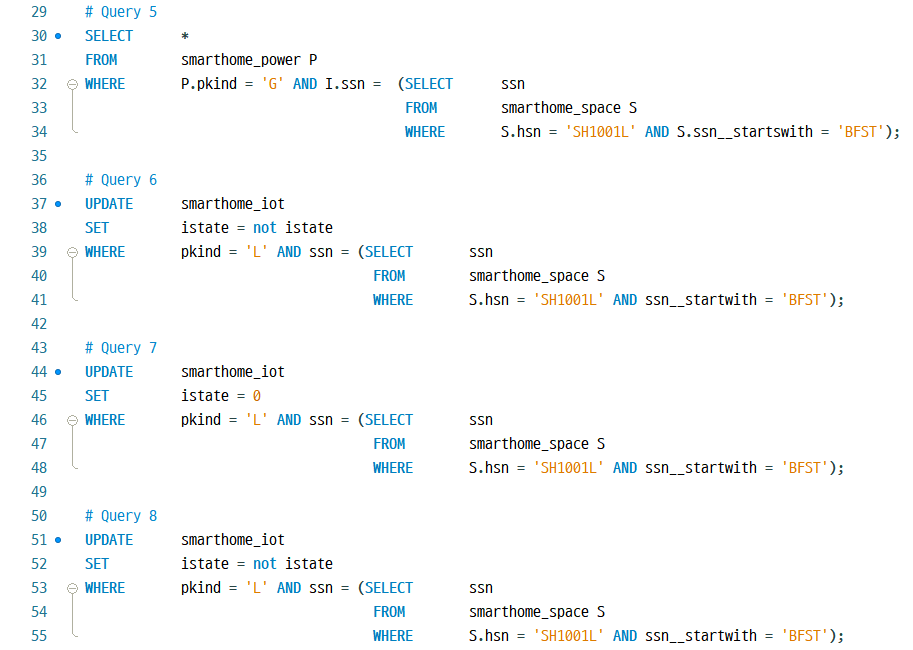 29 # Query 5
30 SELECT *
31 FROM smarthome_power P
32 WHERE P.pkind = 'G' AND I.ssn = (SELECT ssn
33 FROM smarthome_space S
34 WHERE S.hsn = 'SH1001L' AND S.ssn__startswith = 'BFST');
35
36 # Query 6
37 UPDATE smarthome_iot
38 SET istate = not istate
39 WHERE pkind = 'L' AND ssn = (SELECT ssn
40 FROM smarthome_space S
41 WHERE S.hsn = 'SH1001L' AND ssn__startwith = 'BFST');
42
43 # Query 7
44 UPDATE smarthome_iot
45 SET istate = 0
46 WHERE pkind = 'L' AND ssn = (SELECT ssn
47 FROM smarthome_space S
48 WHERE S.hsn = 'SH1001L' AND ssn__startwith = 'BFST');
49
50 # Query 8
51 UPDATE smarthome_iot
52 SET istate = not istate
53 WHERE pkind = 'L' AND ssn = (SELECT ssn
54 FROM smarthome_space S
55 WHERE S.hsn = 'SH1001L' AND ssn__startwith = 'BFST');